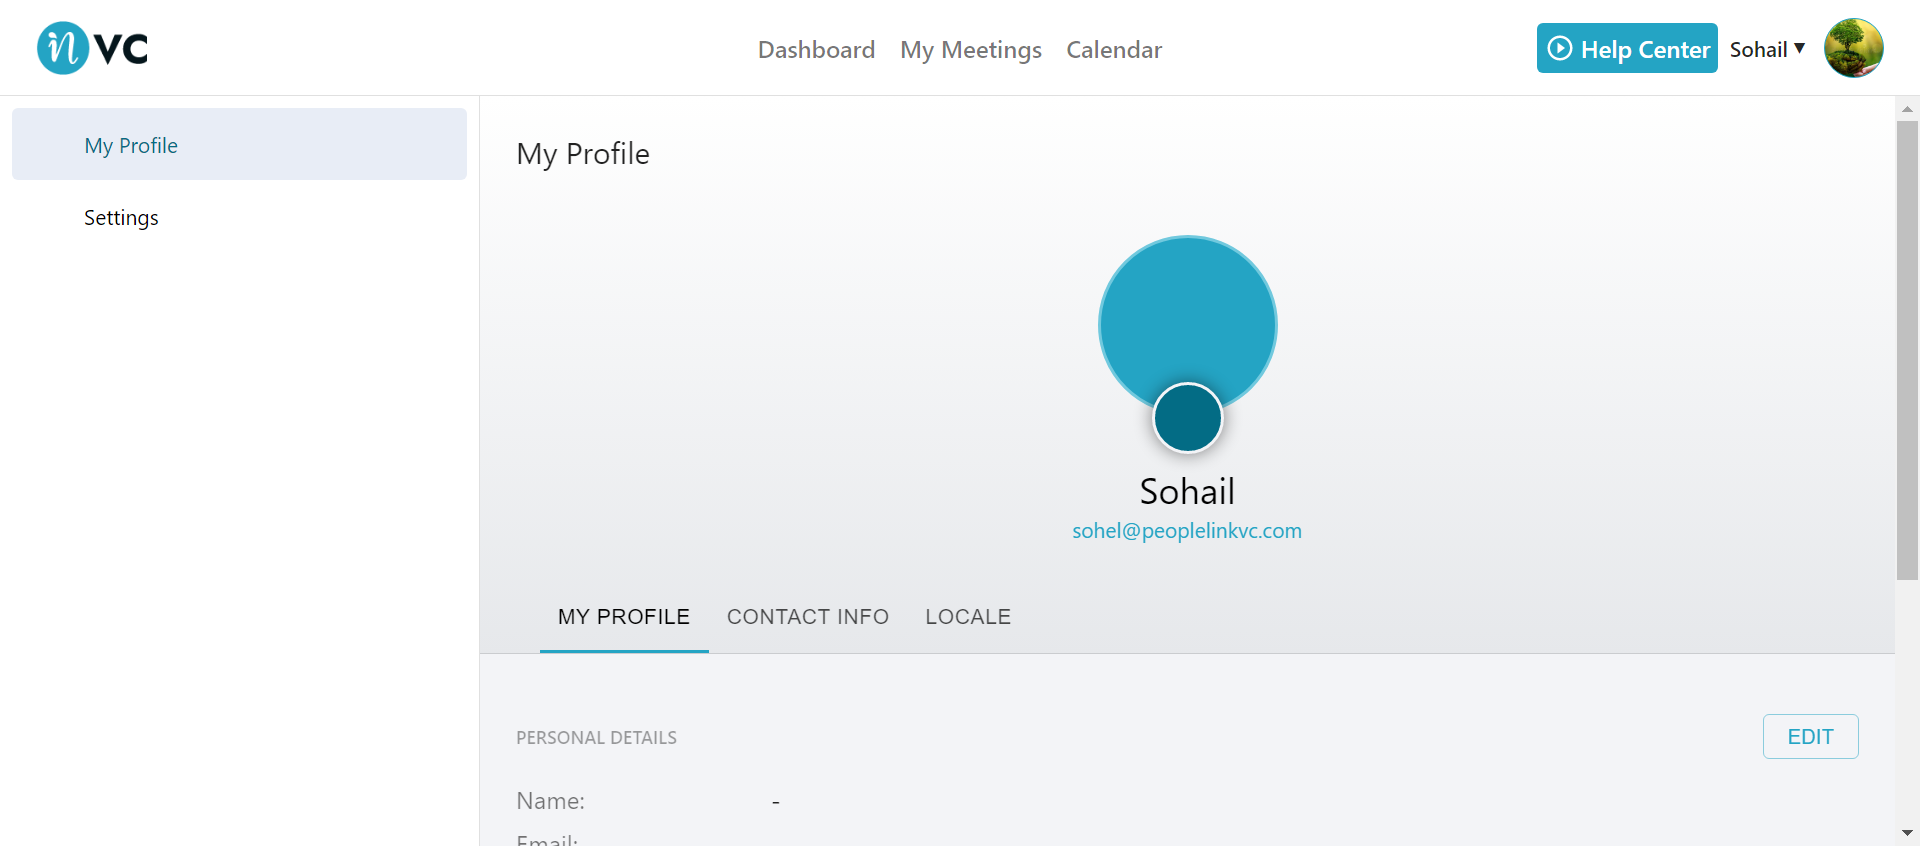 n VC
Dashboard My Meetings Calendar
Help Center Sohail
My Profile
Settings
My Profile
Sohail
sohel@peoplelinkvc.com
MY PROFILE CONTACT INFO LOCALE
PERSONAL DETAILS
EDIT
Name: -
Email: